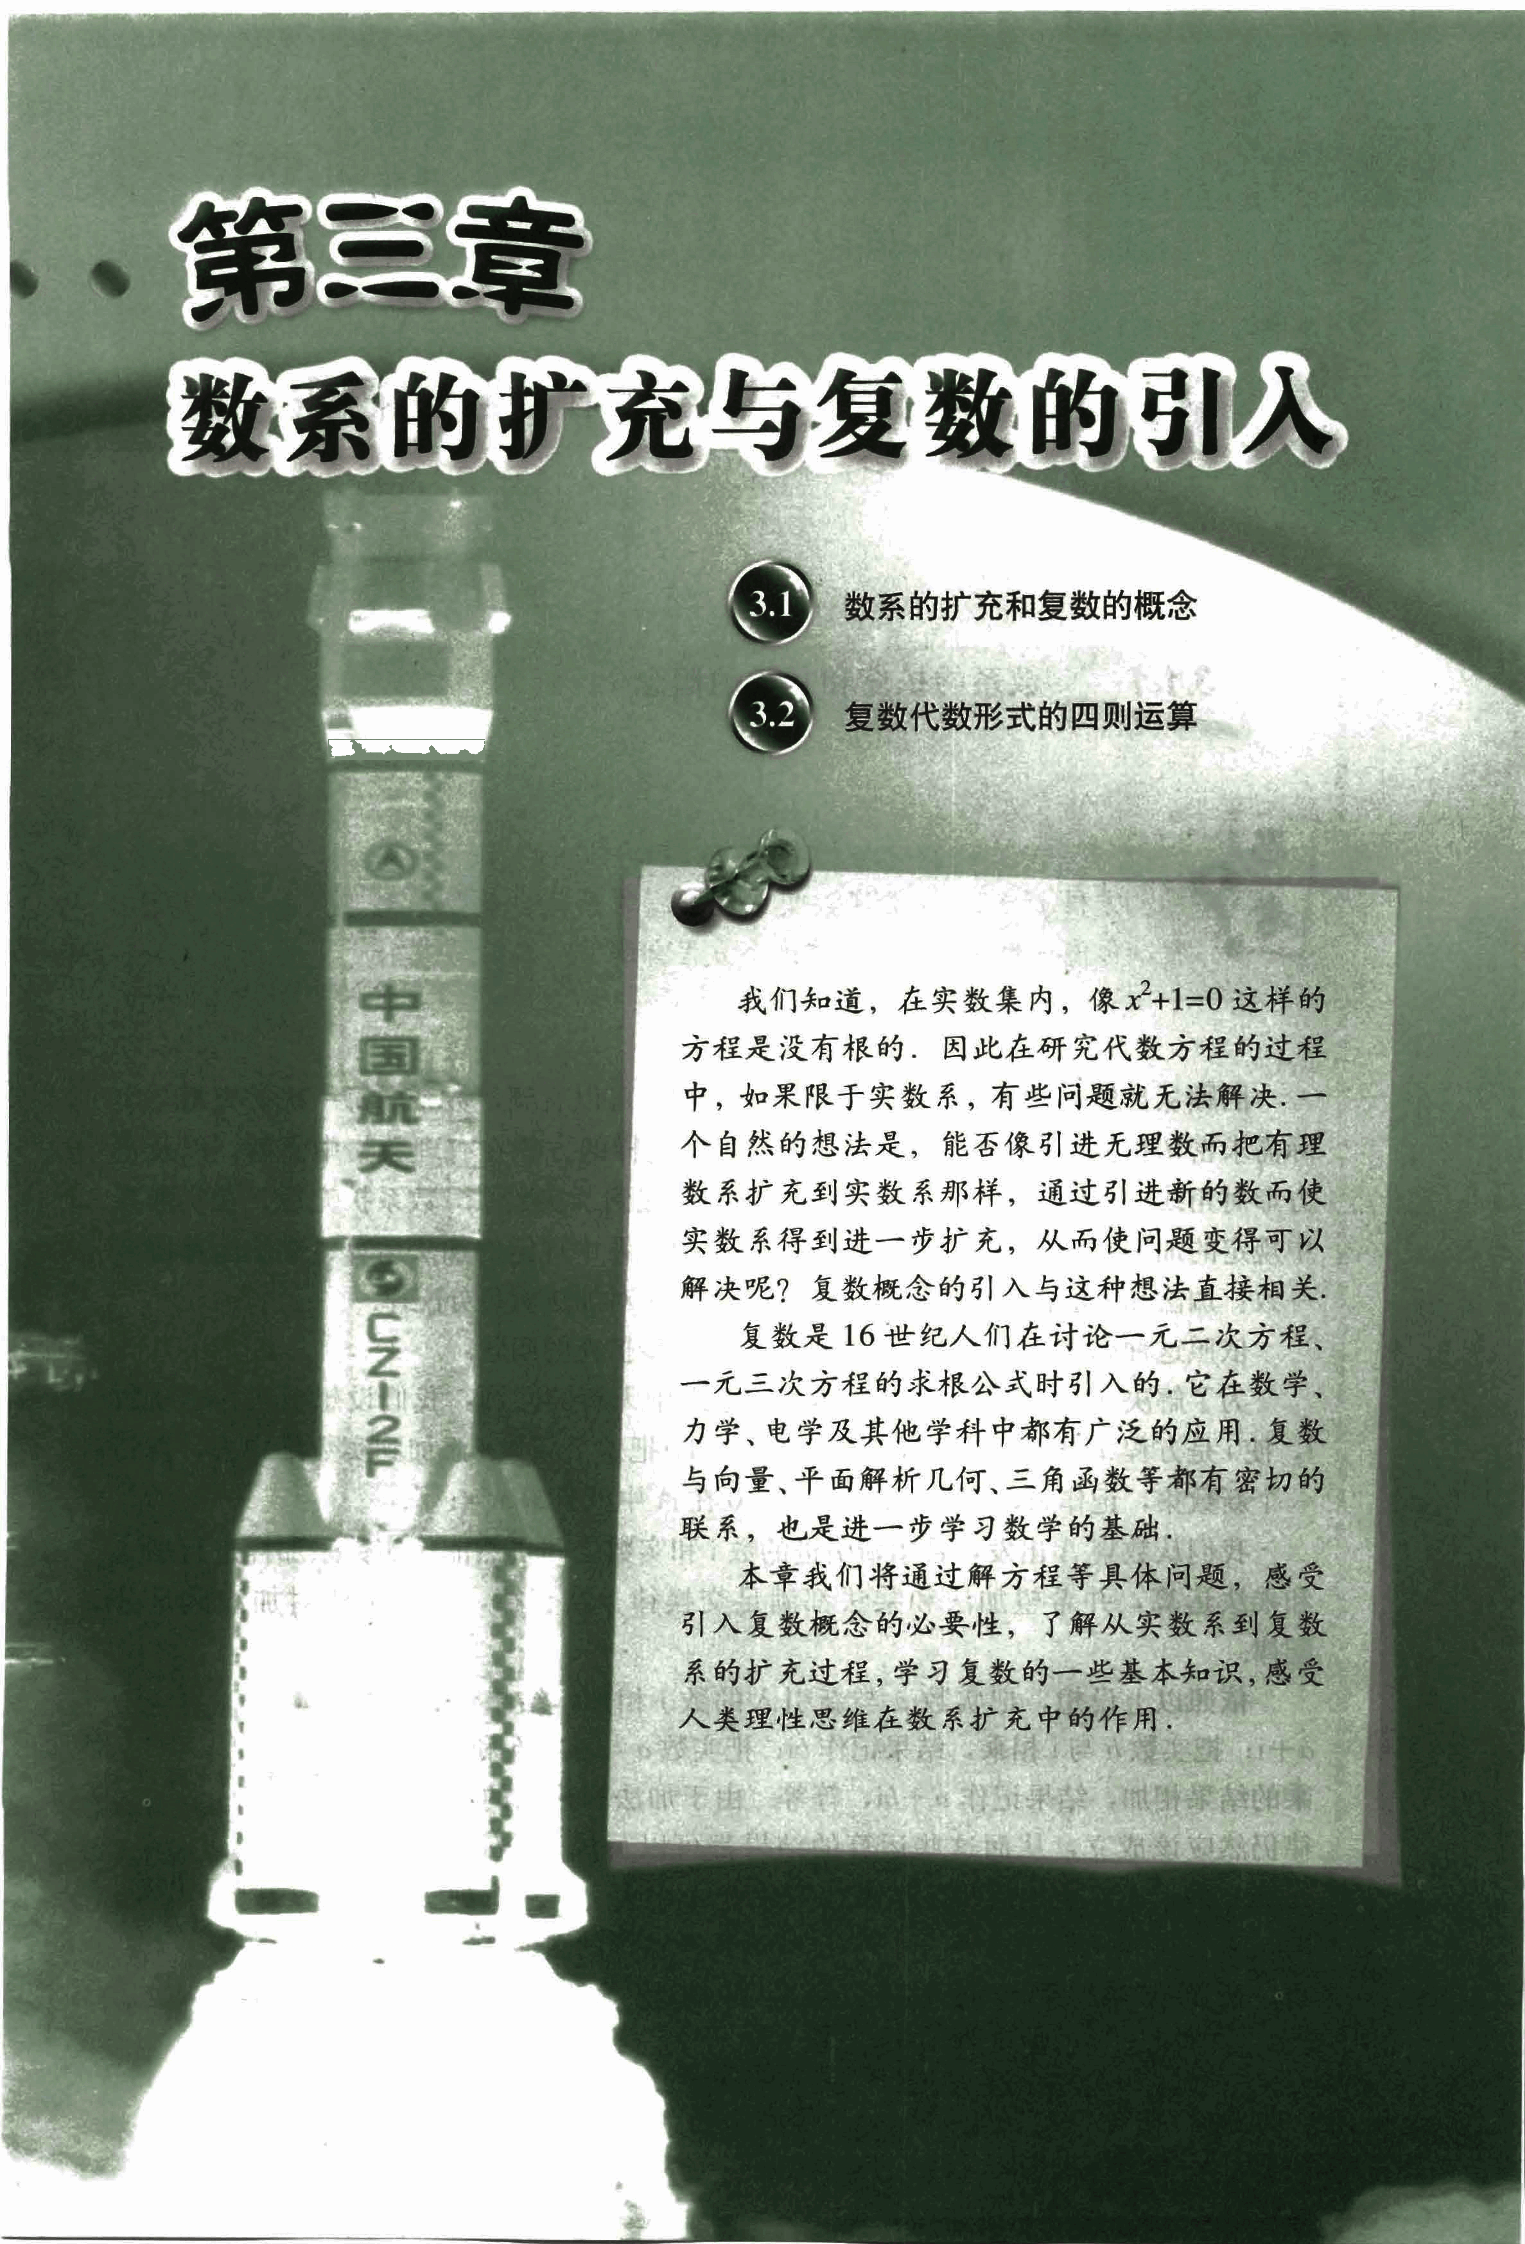 第三章
数系的扩充与复数的引入
3.1 数系的扩充和复数的概念
3.2 复数代数形式的四则运算
中
国
航
天
CZ-2F
我们知道，在实数集内，像x²+1=0这样的
方程是没有根的．因此在研究代数方程的过程
中，如果限于实数系，有些问题就无法解决．一
个自然的想法是，能否像引进无理数而把有理
数系扩充到实数系那样，通过引进新的数而使
实数系得到进一步扩充，从而使问题变得可以
解决呢？复数概念的引入与这种想法直接相关．
复数是16世纪人们在讨论一元二次方程、
一元三次方程的求根公式时引入的．它在数学、
力学、电学及其他学科中都有广泛的应用．复数
与向量、平面解析几何、三角函数等都有密切的
联系，也是进一步学习数学的基础．
本章我们将通过解方程等具体问题，感受
引入复数概念的必要性，了解从实数系到复数
系的扩充过程，学习复数的一些基本知识，感受
人类理性思维在数系扩充中的作用．